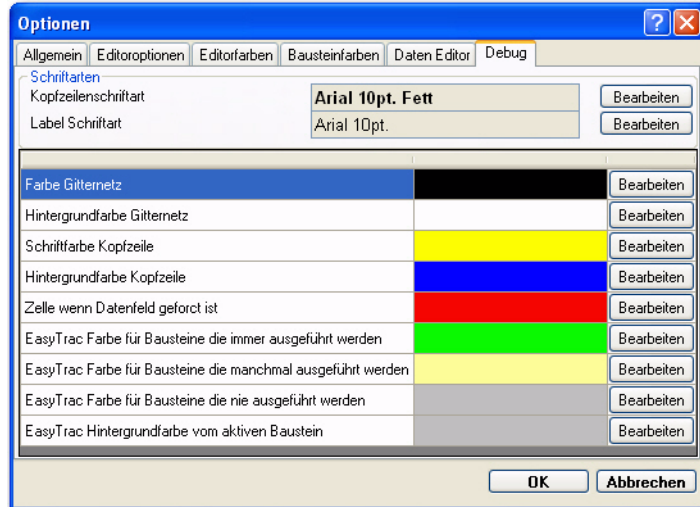 Optionen
Allgemein Editoroptionen Editorfarben Bausteinfarben Daten Editor Debug
Schriftarten
Kopfzeilenschriftart Arial 10pt. Fett Bearbeiten
Label Schriftart Arial 10pt. Bearbeiten
Farbe Gitternetz Bearbeiten
Hintergrundfarbe Gitternetz Bearbeiten
Schriftfarbe Kopfzeile Bearbeiten
Hintergrundfarbe Kopfzeile Bearbeiten
Zelle wenn Datenfeld geforct ist Bearbeiten
EasyTrac Farbe für Bausteine die immer ausgeführt werden Bearbeiten
EasyTrac Farbe für Bausteine die manchmal ausgeführt werden Bearbeiten
EasyTrac Farbe für Bausteine die nie ausgeführt werden Bearbeiten
EasyTrac Hintergrundfarbe vom aktiven Baustein Bearbeiten
OK Abbrechen